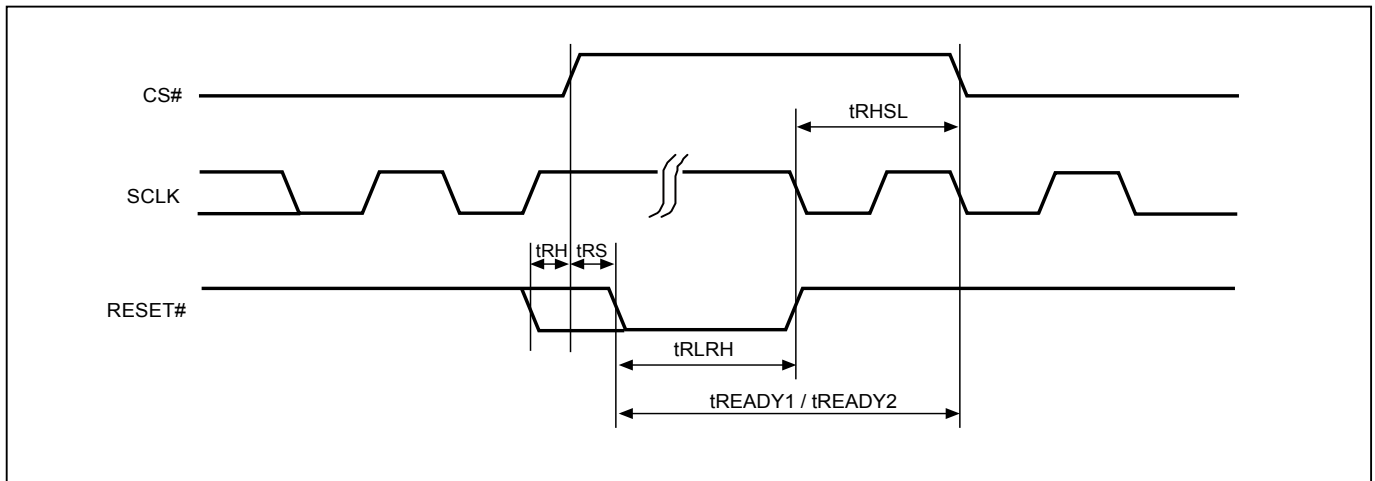 CS#
tRHSL
SCLK
tRH tRS
RESET#
tRLRH
tREADY1 / tREADY2